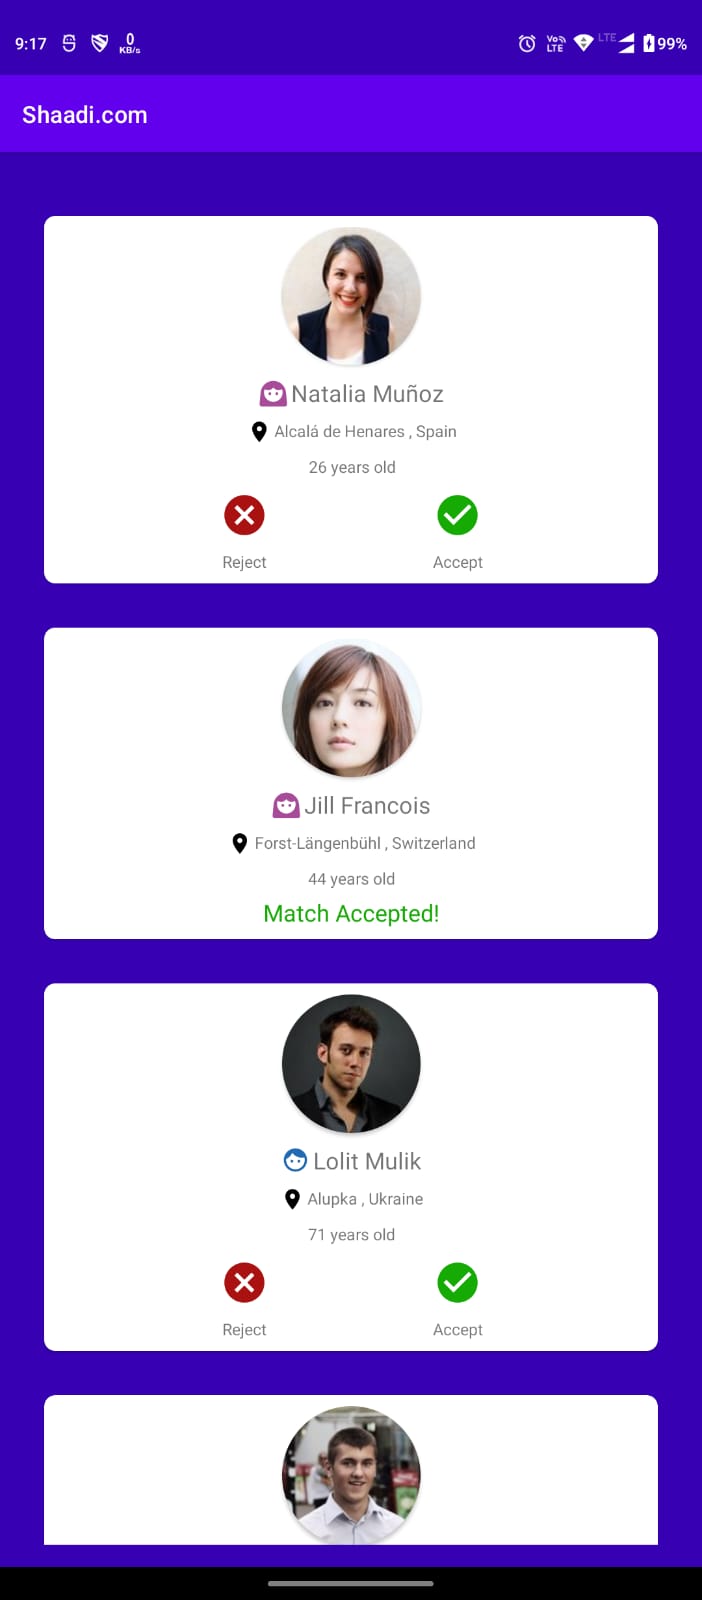 9:17 0 KB/s Vo LTE LTE 99%
Shaadi.com
Natalia Muñoz
Alcalá de Henares , Spain
26 years old
Reject Accept
Jill Francois
Forst-Längenbühl , Switzerland
44 years old
Match Accepted!
Lolit Mulik
Alupka , Ukraine
71 years old
Reject Accept